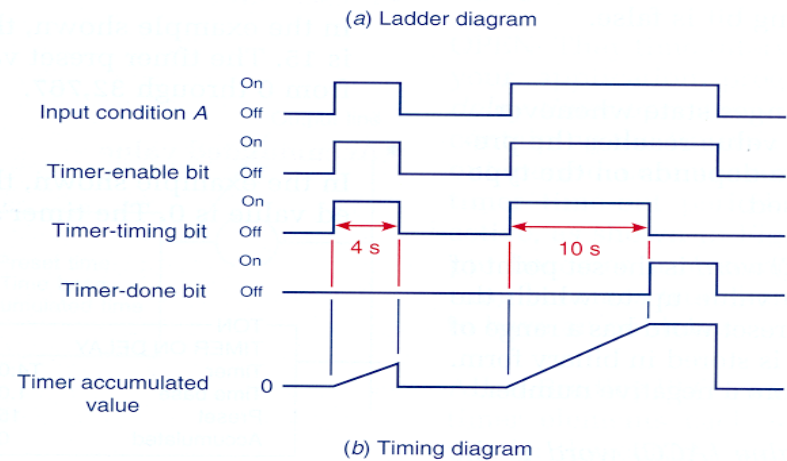 (a) Ladder diagram
On
Input condition A Off
On
Timer-enable bit Off
On
Timer-timing bit Off
4 s 10 s
On
Timer-done bit Off
Timer accumulated 0
value
(b) Timing diagram